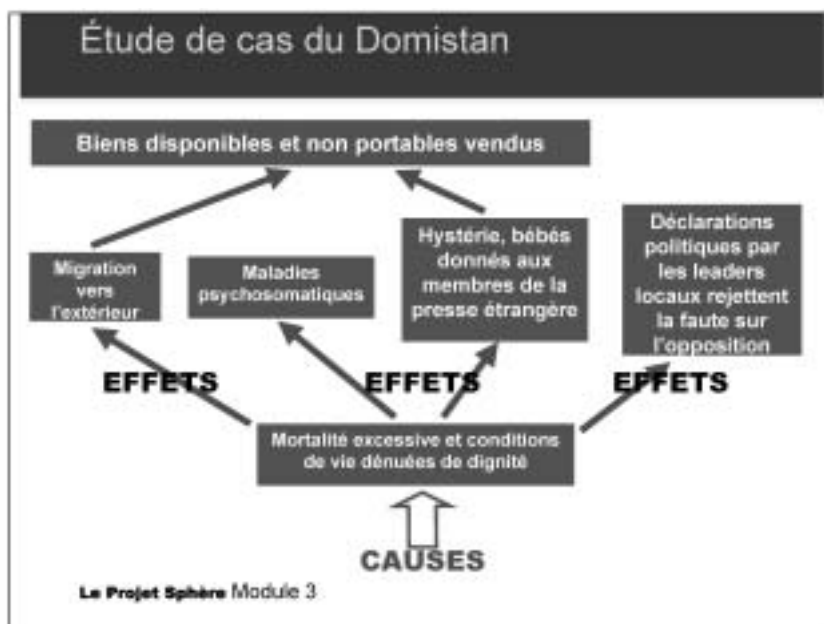 Étude de cas du Domistan
Biens disponibles et non portables vendus
Migration
vers
l'extérieur
Maladies
psychosomatiques
Hystérie, bébés
donnés aux
membres de la
presse étrangère
Déclarations
politiques par
les leaders
locaux rejettent
la faute sur
l'opposition
EFFETS
EFFETS
EFFETS
Mortalité excessive et conditions
de vie dénuées de dignité
CAUSES
Le Projet Sphère Module 3